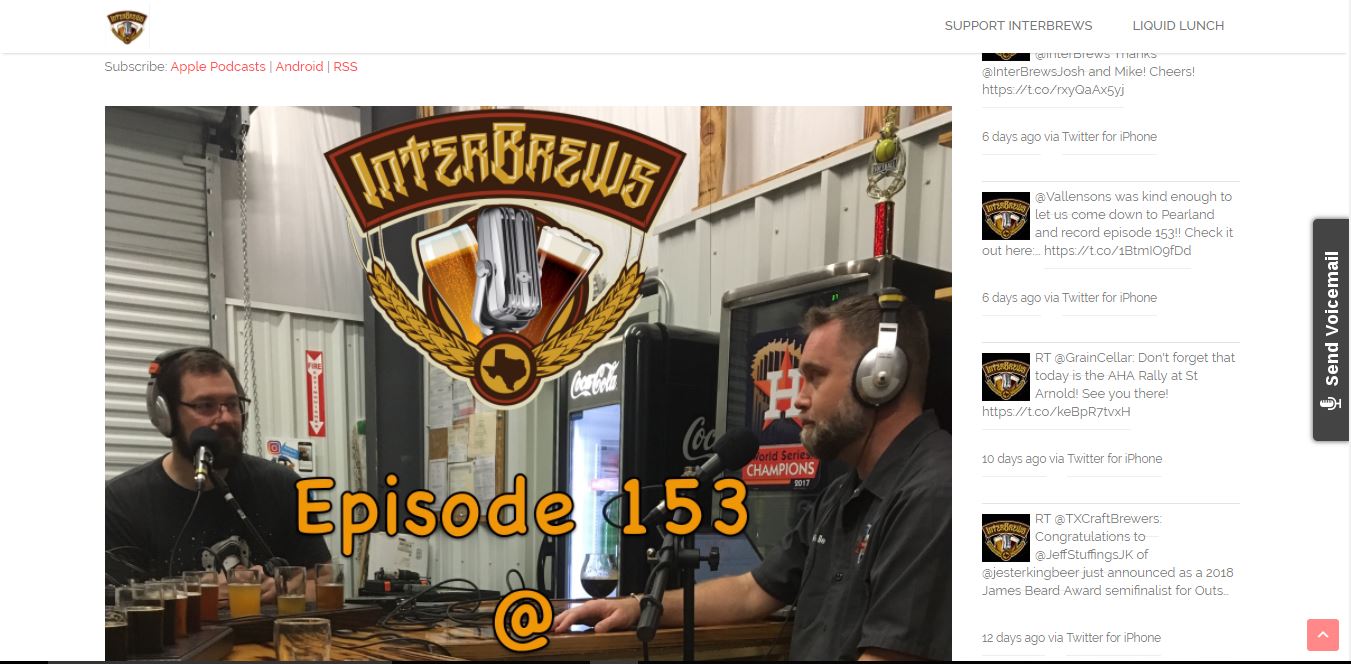 INTERBREWS
SUPPORT INTERBREWS
LIQUID LUNCH
Subscribe: Apple Podcasts | Android | RSS
INTERBREWS
FIRE
Coca-Cola
Coc
World Series
CHAMPIONS
2017
Episode 153
@
@InterBrews Thanks
@InterBrewsJosh and Mike! Cheers!
https://t.co/rxyQaAx5yj
6 days ago via Twitter for iPhone
INTERBREWS
@Vallensons was kind enough to
let us come down to Pearland
and record episode 153!! Check it
out here:... https://t.co/1BtmIO9fDd
6 days ago via Twitter for iPhone
INTERBREWS
RT @GrainCellar: Don't forget that
today is the AHA Rally at St
Arnold! See you there!
https://t.co/keBpR7tvxH
10 days ago via Twitter for iPhone
INTERBREWS
RT @TXCraftBrewers:
Congratulations to
@JeffStuffingsJK of
@jesterkingbeer just announced as a 2018
James Beard Award semifinalist for Outs...
12 days ago via Twitter for iPhone
Send Voicemail